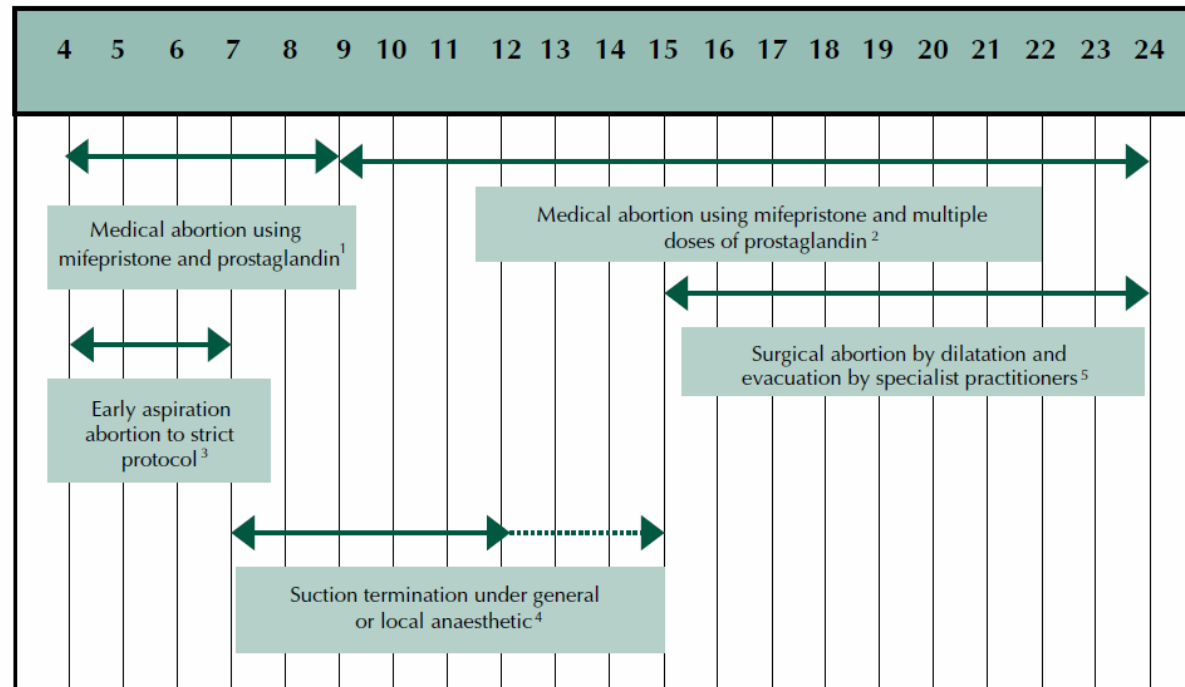 4 5 6 7 8 9 10 11 12 13 14 15 16 17 18 19 20 21 22 23 24
Medical abortion using
mifepristone and prostaglandin1
Medical abortion using mifepristone and multiple
doses of prostaglandin 2
Surgical abortion by dilatation and
evacuation by specialist practitioners 5
Early aspiration
abortion to strict
protocol 3
Suction termination under general
or local anaesthetic 4